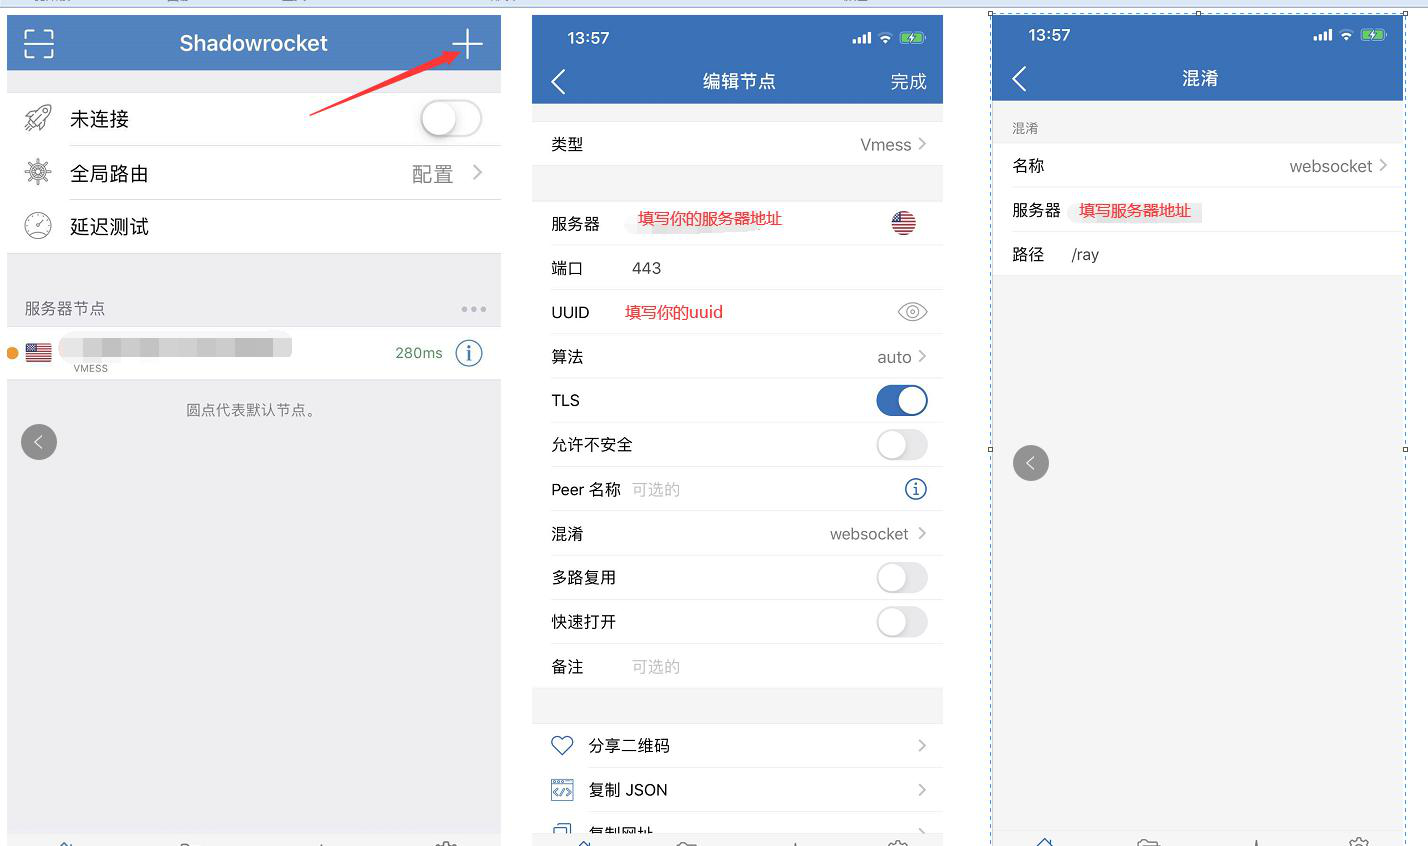 Shadowrocket
未连接
全局路由 配置
延迟测试
服务器节点
280ms
VMESS
圆点代表默认节点。
13:57
编辑节点 完成
类型 Vmess
服务器 填写你的服务器地址
端口 443
UUID 填写你的uuid
算法 auto
TLS
允许不安全
Peer 名称 可选的
混淆 websocket
多路复用
快速打开
备注 可选的
分享二维码
复制 JSON
复制网址
13:57
混淆
混淆
名称 websocket
服务器 填写服务器地址
路径 /ray